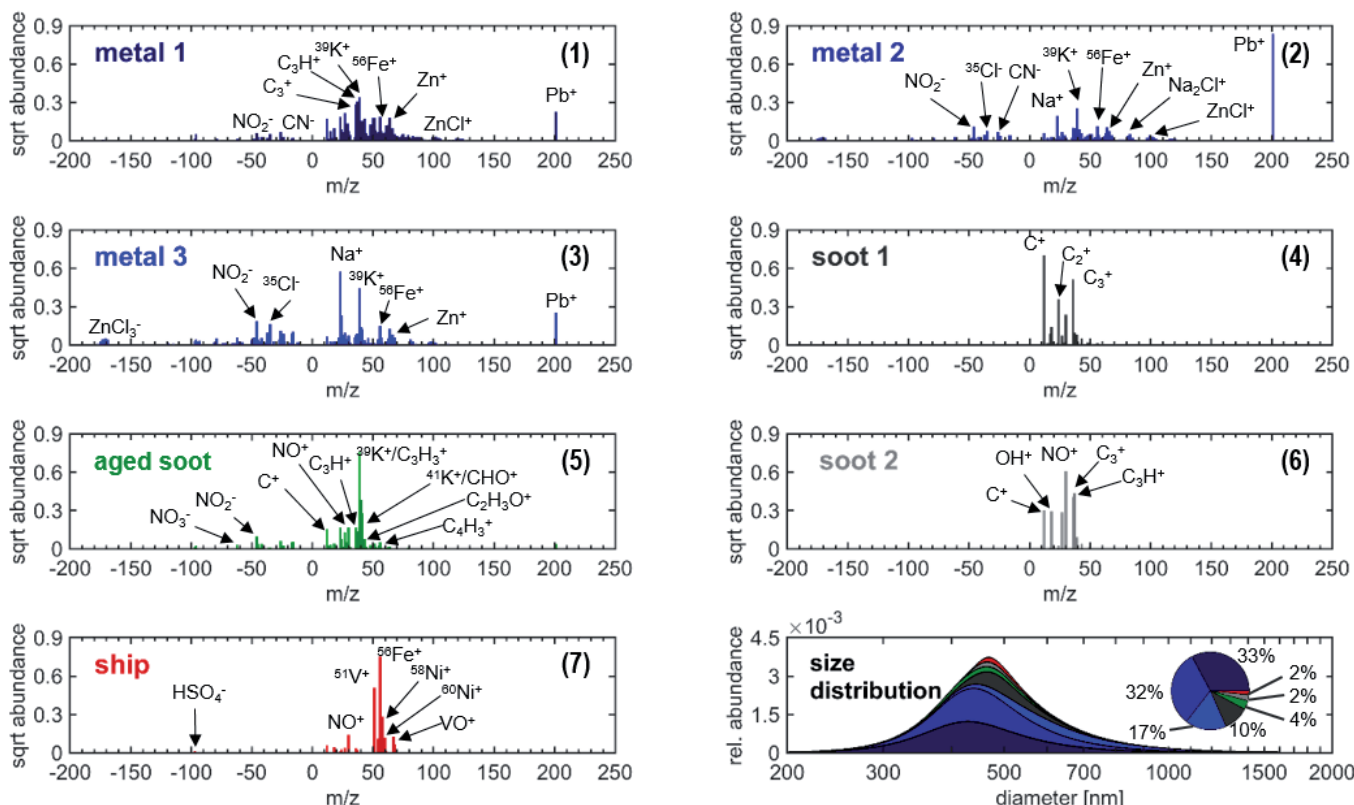 metal 1
(1)
sqrt abundance
0.9
0.6
0.3
0
NO₂⁻ CN⁻
C₃⁺
C₃H⁺
³⁹K⁺
⁵⁶Fe⁺
Zn⁺
ZnCl⁺
Pb⁺
-200 -150 -100 -50 0 50 100 150 200 250
m/z
metal 2
(2)
sqrt abundance
0.9
0.6
0.3
0
NO₂⁻
³⁵Cl⁻
CN⁻
Na⁺
³⁹K⁺
⁵⁶Fe⁺
Zn⁺
Na₂Cl⁺
ZnCl⁺
Pb⁺
-200 -150 -100 -50 0 50 100 150 200 250
m/z
metal 3
(3)
sqrt abundance
0.9
0.6
0.3
0
ZnCl₃⁻
NO₂⁻
³⁵Cl⁻
Na⁺
³⁹K⁺
⁵⁶Fe⁺
Zn⁺
Pb⁺
-200 -150 -100 -50 0 50 100 150 200 250
m/z
soot 1
(4)
sqrt abundance
0.9
0.6
0.3
0
C⁺
C₂⁺
C₃⁺
-200 -150 -100 -50 0 50 100 150 200 250
m/z
aged soot
(5)
sqrt abundance
0.9
0.6
0.3
0
NO₃⁻
NO₂⁻
C⁺
NO⁺
C₃H⁺
³⁹K⁺/C₃H₃⁺
⁴¹K⁺/CHO⁺
C₂H₃O⁺
C₄H₃⁺
-200 -150 -100 -50 0 50 100 150 200 250
m/z
soot 2
(6)
sqrt abundance
0.9
0.6
0.3
0
C⁺
OH⁺
NO⁺
C₃⁺
C₃H⁺
-200 -150 -100 -50 0 50 100 150 200 250
m/z
ship
(7)
sqrt abundance
0.9
0.6
0.3
0
HSO₄⁻
NO⁺
⁵¹V⁺
⁵⁶Fe⁺
⁵⁸Ni⁺
⁶⁰Ni⁺
VO⁺
-200 -150 -100 -50 0 50 100 150 200 250
m/z
×10⁻³
size
distribution
rel. abundance
4.5
3
1.5
0
33%
2%
2%
4%
10%
17%
32%
200 300 500 700 1000 1500 2000
diameter [nm]